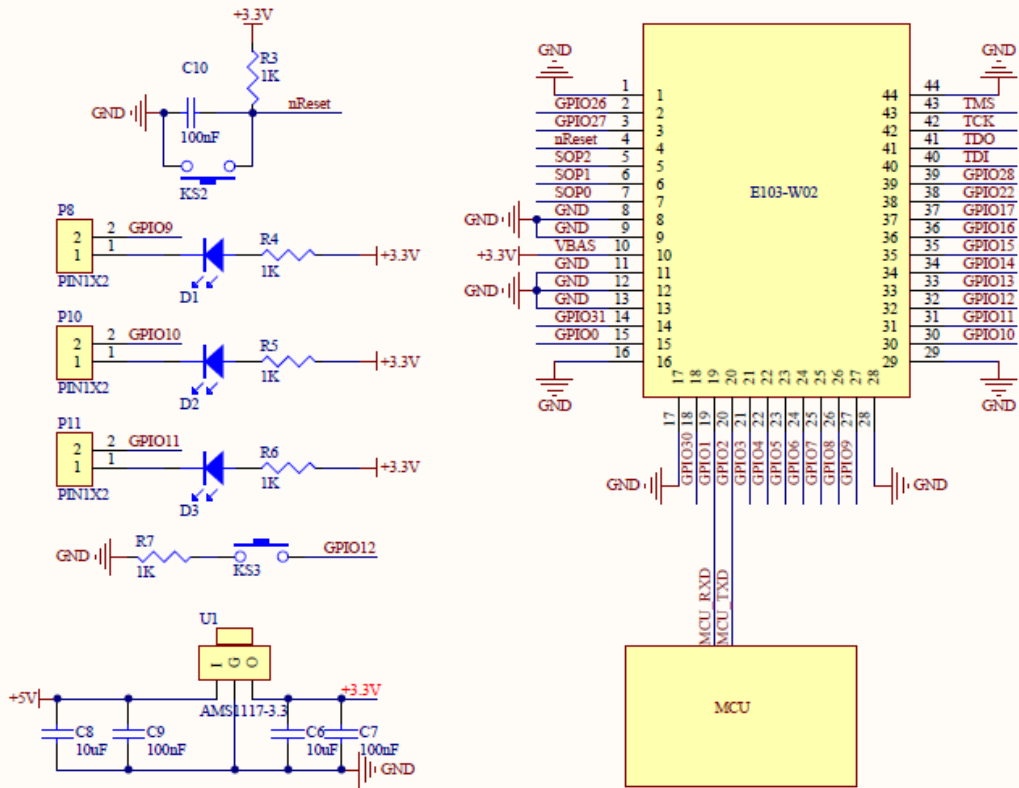 +3.3V
C10
R3
1K
GND
nReset
100nF
KS2
P8
2
1
2
1
GPIO9
PIN1X2
D1
R4
1K
+3.3V
P10
2
1
2
1
GPIO10
PIN1X2
D2
R5
1K
+3.3V
P11
2
1
2
1
GPIO11
PIN1X2
D3
R6
1K
+3.3V
GND
R7
1K
KS3
GPIO12
U1
I G O
+5V
AMS1117-3.3
+3.3V
C8
10uF
C9
100nF
C6
10uF
C7
100nF
GND
E103-W02
GND
1 1
GPIO26 2 2
GPIO27 3 3
nReset 4 4
SOP2 5 5
SOP1 6 6
SOP0 7 7
GND
GND 8 8
GND 9 9
+3.3V
VBAS 10 10
GND
GND 11 11
GND 12 12
GND 13 13
GPIO31 14 14
GPIO0 15 15
16 16
GND
GND
44 44
43 43 TMS
42 42 TCK
41 41 TDO
40 40 TDI
39 39 GPIO28
38 38 GPIO22
37 37 GPIO17
36 36 GPIO16
35 35 GPIO15
34 34 GPIO14
33 33 GPIO13
32 32 GPIO12
31 31 GPIO11
30 30 GPIO10
29 29
GND
17 18 19 20 21 22 23 24 25 26 27 28
17 18 19 20 21 22 23 24 25 26 27 28
GND
GPIO30
GPIO1
GPIO2
GPIO3
GPIO4
GPIO5
GPIO6
GPIO7
GPIO8
GPIO9
GND
MCU_RXD
MCU_TXD
MCU